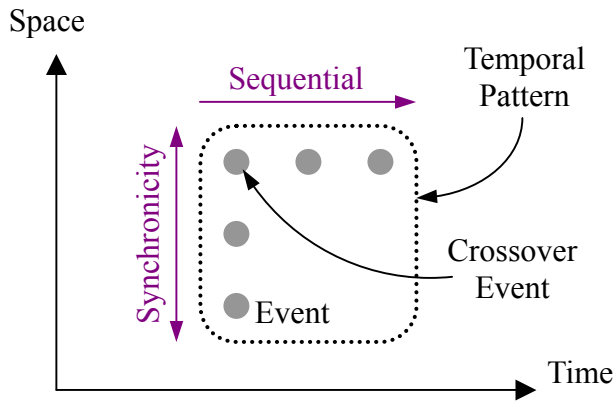 Space
Sequential
Temporal
Pattern
Synchronicity
Crossover
Event
Event
Time